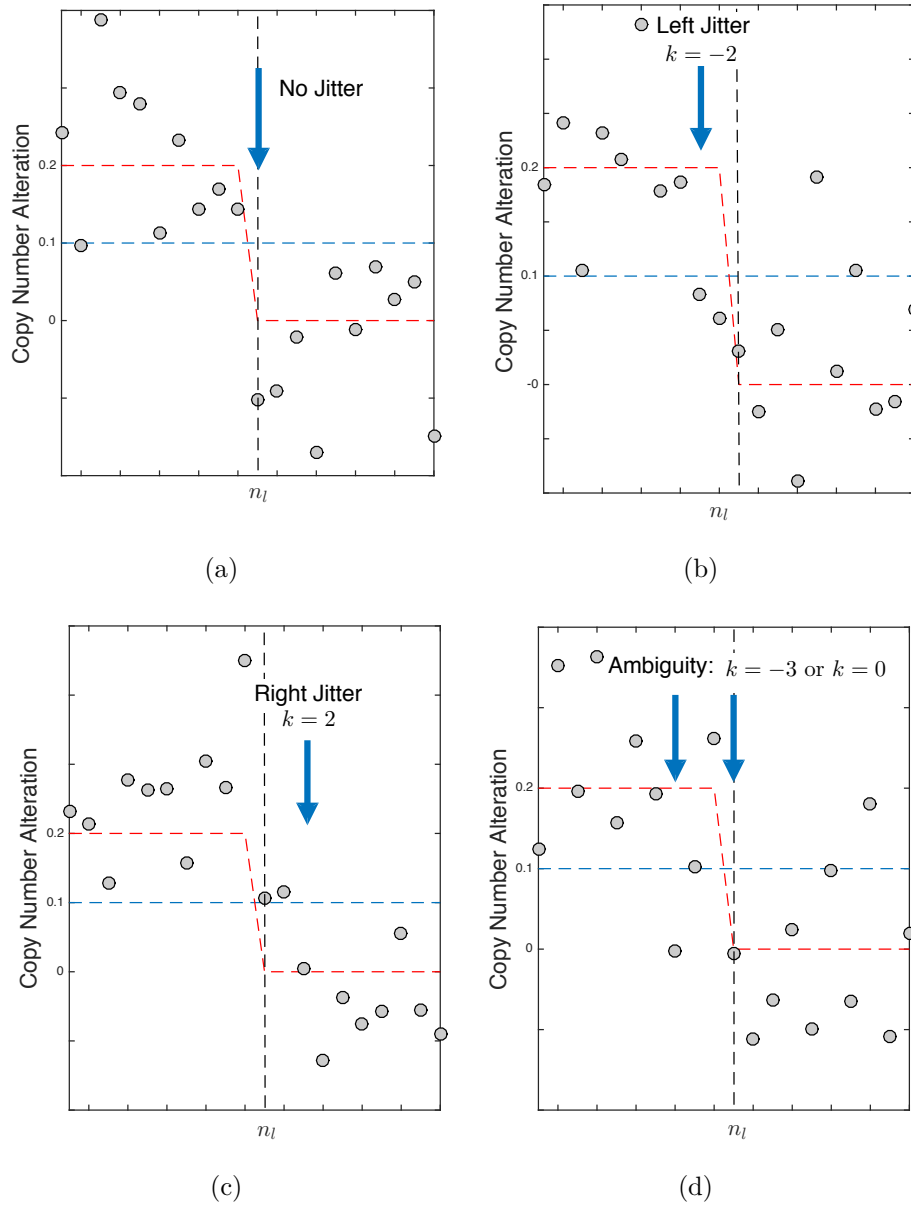 No Jitter
Copy Number Alteration
0.2
0.1
0
n_l
(a)
Left Jitter
k = −2
Copy Number Alteration
0.2
0.1
-0
n_l
(b)
Right Jitter
k = 2
Copy Number Alteration
0.2
0.1
0
n_l
(c)
Ambiguity: k = −3 or k = 0
Copy Number Alteration
0.2
0.1
0
n_l
(d)